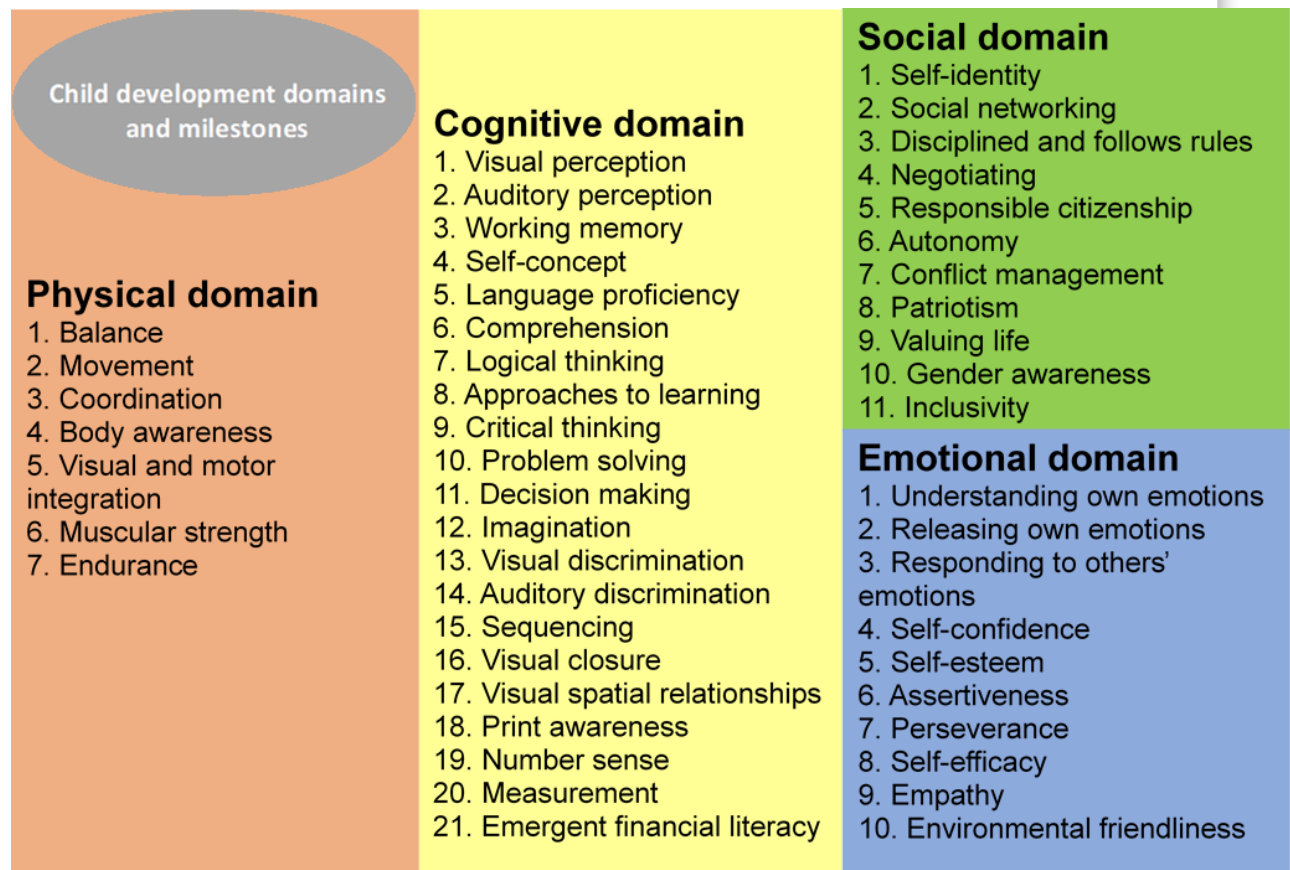 Child development domains
and milestones
Physical domain
1. Balance
2. Movement
3. Coordination
4. Body awareness
5. Visual and motor
integration
6. Muscular strength
7. Endurance
Cognitive domain
1. Visual perception
2. Auditory perception
3. Working memory
4. Self-concept
5. Language proficiency
6. Comprehension
7. Logical thinking
8. Approaches to learning
9. Critical thinking
10. Problem solving
11. Decision making
12. Imagination
13. Visual discrimination
14. Auditory discrimination
15. Sequencing
16. Visual closure
17. Visual spatial relationships
18. Print awareness
19. Number sense
20. Measurement
21. Emergent financial literacy
Social domain
1. Self-identity
2. Social networking
3. Disciplined and follows rules
4. Negotiating
5. Responsible citizenship
6. Autonomy
7. Conflict management
8. Patriotism
9. Valuing life
10. Gender awareness
11. Inclusivity
Emotional domain
1. Understanding own emotions
2. Releasing own emotions
3. Responding to others’
emotions
4. Self-confidence
5. Self-esteem
6. Assertiveness
7. Perseverance
8. Self-efficacy
9. Empathy
10. Environmental friendliness